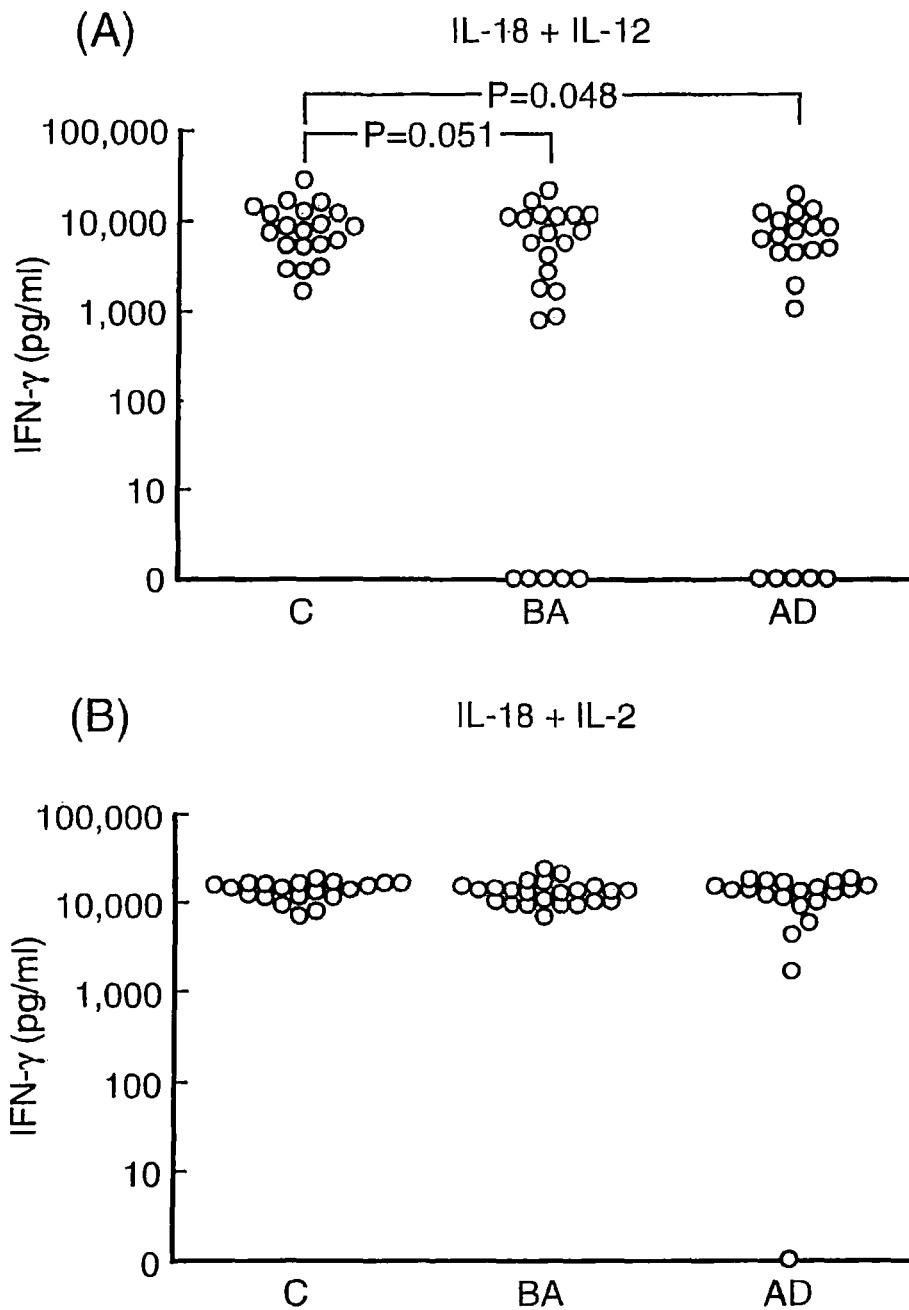 (A)
IL-18 + IL-12
P=0.048
P=0.051
100,000
10,000
1,000
100
10
0
IFN-γ (pg/ml)
C BA AD
(B)
IL-18 + IL-2
100,000
10,000
1,000
100
10
0
IFN-γ (pg/ml)
C BA AD